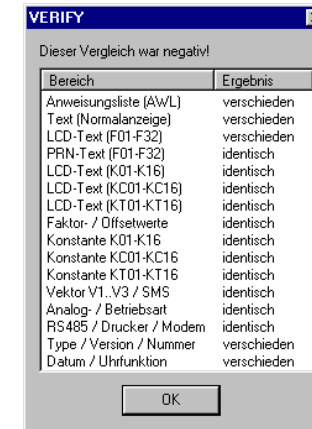 VERIFY
Dieser Vergleich war negativ!
Bereich Ergebnis
Anweisungsliste (AWL) verschieden
Text (Normalanzeige) verschieden
LCD-Text (F01-F32) verschieden
PRN-Text (F01-F32) identisch
LCD-Text (K01-K16) identisch
LCD-Text (KC01-KC16) identisch
LCD-Text (KT01-KT16) identisch
Faktor- / Offsetwerte identisch
Konstante K01-K16 identisch
Konstante KC01-KC16 identisch
Konstante KT01-KT16 identisch
Vektor V1..V3 / SMS identisch
Analog- / Betriebsart identisch
RS485 / Drucker / Modem identisch
Type / Version / Nummer verschieden
Datum / Uhrfunktion verschieden
OK